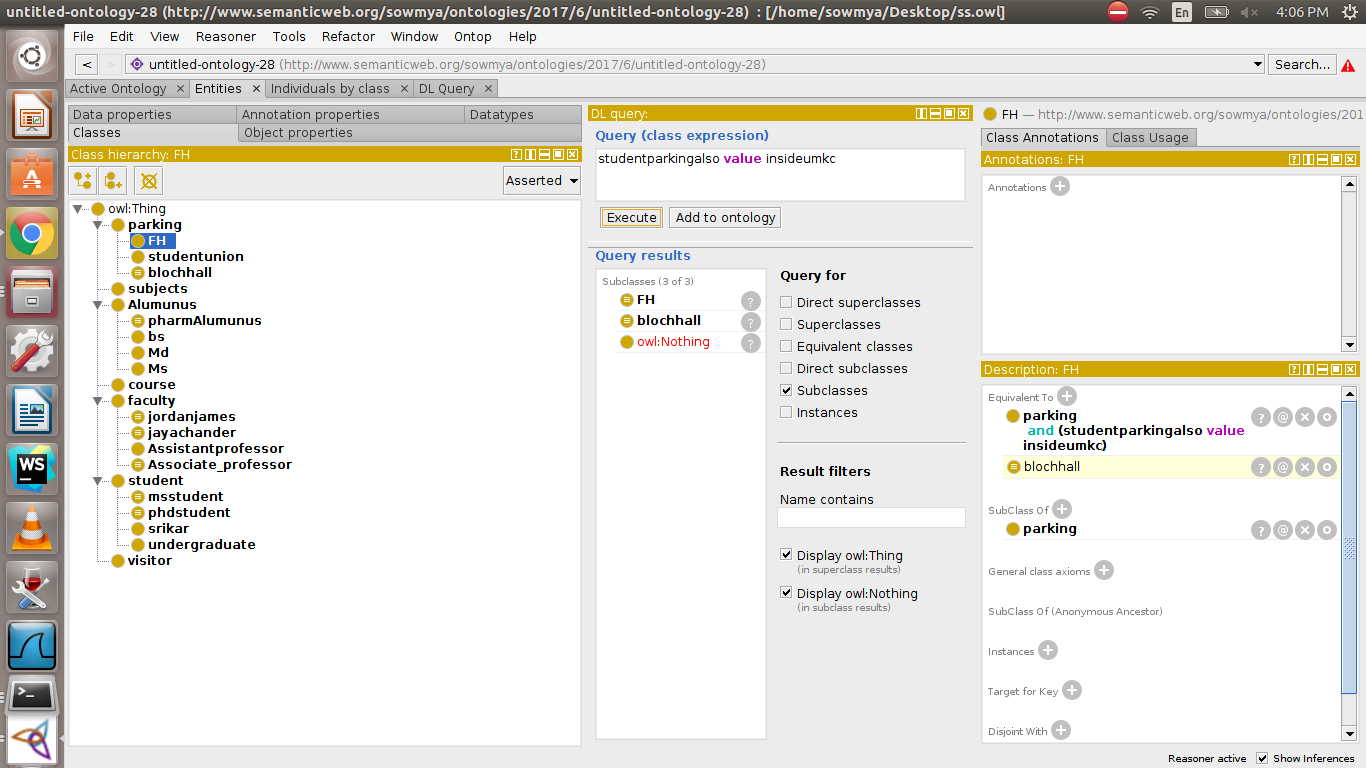 untitled-ontology-28 (http://www.semanticweb.org/sowmya/ontologies/2017/6/untitled-ontology-28) : [/home/sowmya/Desktop/ss.owl]
En
4:06 PM
File Edit View Reasoner Tools Refactor Window Ontop Help
< untitled-ontology-28 (http://www.semanticweb.org/sowmya/ontologies/2017/6/untitled-ontology-28) Search...
Active Ontology × Entities × Individuals by class × DL Query ×
Data properties Annotation properties Datatypes
Classes Object properties
Class hierarchy: FH
Asserted
owl:Thing
parking
FH
studentunion
blochhall
subjects
Alumunus
pharmAlumunus
bs
Md
Ms
course
faculty
jordanjames
jayachander
Assistantprofessor
Associate_professor
student
msstudent
phdstudent
srikar
undergraduate
visitor
DL query:
Query (class expression)
studentparkingalso value insideumkc
Execute Add to ontology
Query results
Subclasses (3 of 3)
FH ?
blochhall ?
owl:Nothing ?
Query for
Direct superclasses
Superclasses
Equivalent classes
Direct subclasses
Subclasses
Instances
Result filters
Name contains
Display owl:Thing
(in superclass results)
Display owl:Nothing
(in subclass results)
FH — http://www.semanticweb.org/sowmya/ontologies/201
Class Annotations Class Usage
Annotations: FH
Annotations +
Description: FH
Equivalent To +
parking
and (studentparkingalso value
insideumkc)
? @ × o
blochhall ? @ × o
SubClass Of +
parking ? @ × o
General class axioms +
SubClass Of (Anonymous Ancestor)
Instances +
Target for Key +
Disjoint With +
Reasoner active Show Inferences
WS